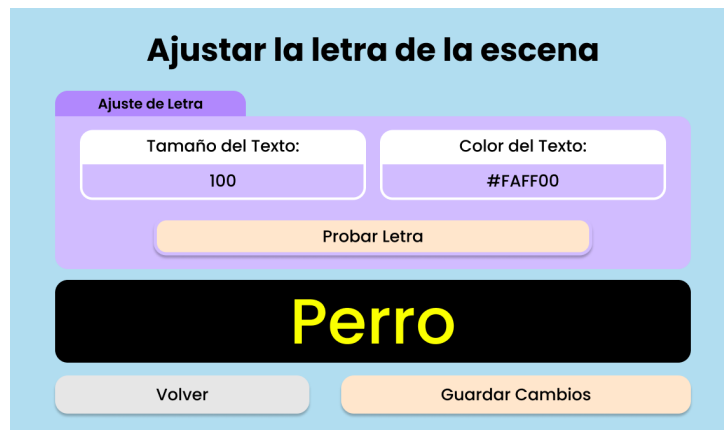 Ajustar la letra de la escena
Ajuste de Letra
Tamaño del Texto:
Color del Texto:
100
#FAFF00
Probar Letra
Perro
Volver
Guardar Cambios